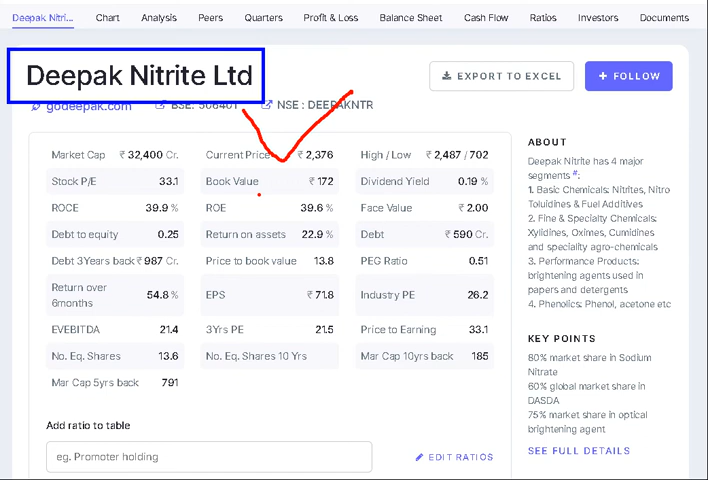 Deepak Nitri... Chart Analysis Peers Quarters Profit & Loss Balance Sheet Cash Flow Ratios Investors Documents
Deepak Nitrite Ltd
EXPORT TO EXCEL
+ FOLLOW
godeepak.com BSE: 506401 NSE : DEEPAKNTR
Market Cap ₹ 32,400 Cr. Current Price ₹ 2,376 High / Low ₹ 2,487 / 702
Stock P/E 33.1 Book Value ₹ 172 Dividend Yield 0.19 %
ROCE 39.9 % ROE 39.6 % Face Value ₹ 2.00
Debt to equity 0.25 Return on assets 22.9 % Debt ₹ 590 Cr.
Debt 3Years back ₹ 987 Cr. Price to book value 13.8 PEG Ratio 0.51
Return over
6months 54.8 % EPS ₹ 71.8 Industry PE 26.2
EVEBITDA 21.4 3Yrs PE 21.5 Price to Earning 33.1
No. Eq. Shares 13.6 No. Eq. Shares 10 Yrs Mar Cap 10yrs back 185
Mar Cap 5yrs back 791
Add ratio to table
eg. Promoter holding
EDIT RATIOS
ABOUT
Deepak Nitrite has 4 major
segments #:
1. Basic Chemicals: Nitrites, Nitro
Toluidines & Fuel Additives
2. Fine & Specialty Chemicals:
Xylidines, Oximes, Cumidines
and speciality agro-chemicals
3. Performance Products:
brightening agents used in
papers and detergents
4. Phenolics: Phenol, acetone etc
KEY POINTS
80% market share in Sodium
Nitrate
60% global market share in
DASDA
75% market share in optical
brightening agent
SEE FULL DETAILS